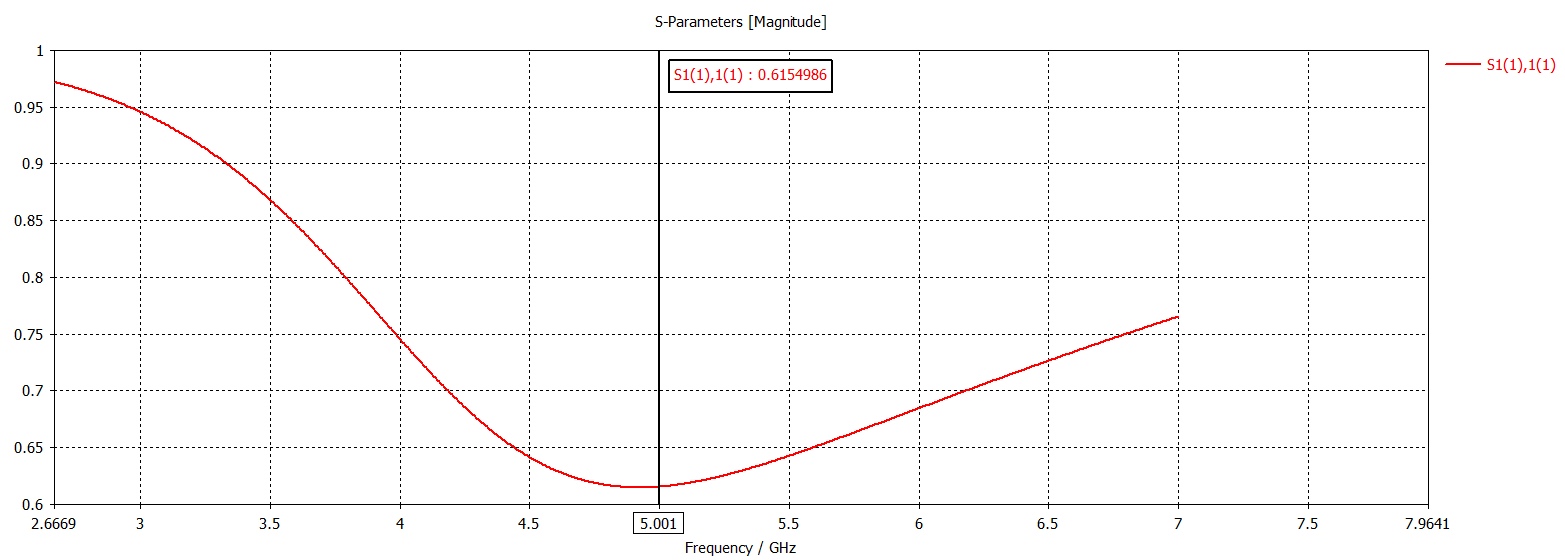 S-Parameters [Magnitude]
S1(1),1(1) : 0.6154986
S1(1),1(1)
1
0.95
0.9
0.85
0.8
0.75
0.7
0.65
0.6
2.6669 3 3.5 4 4.5 5.001 5.5 6 6.5 7 7.5 7.9641
Frequency / GHz